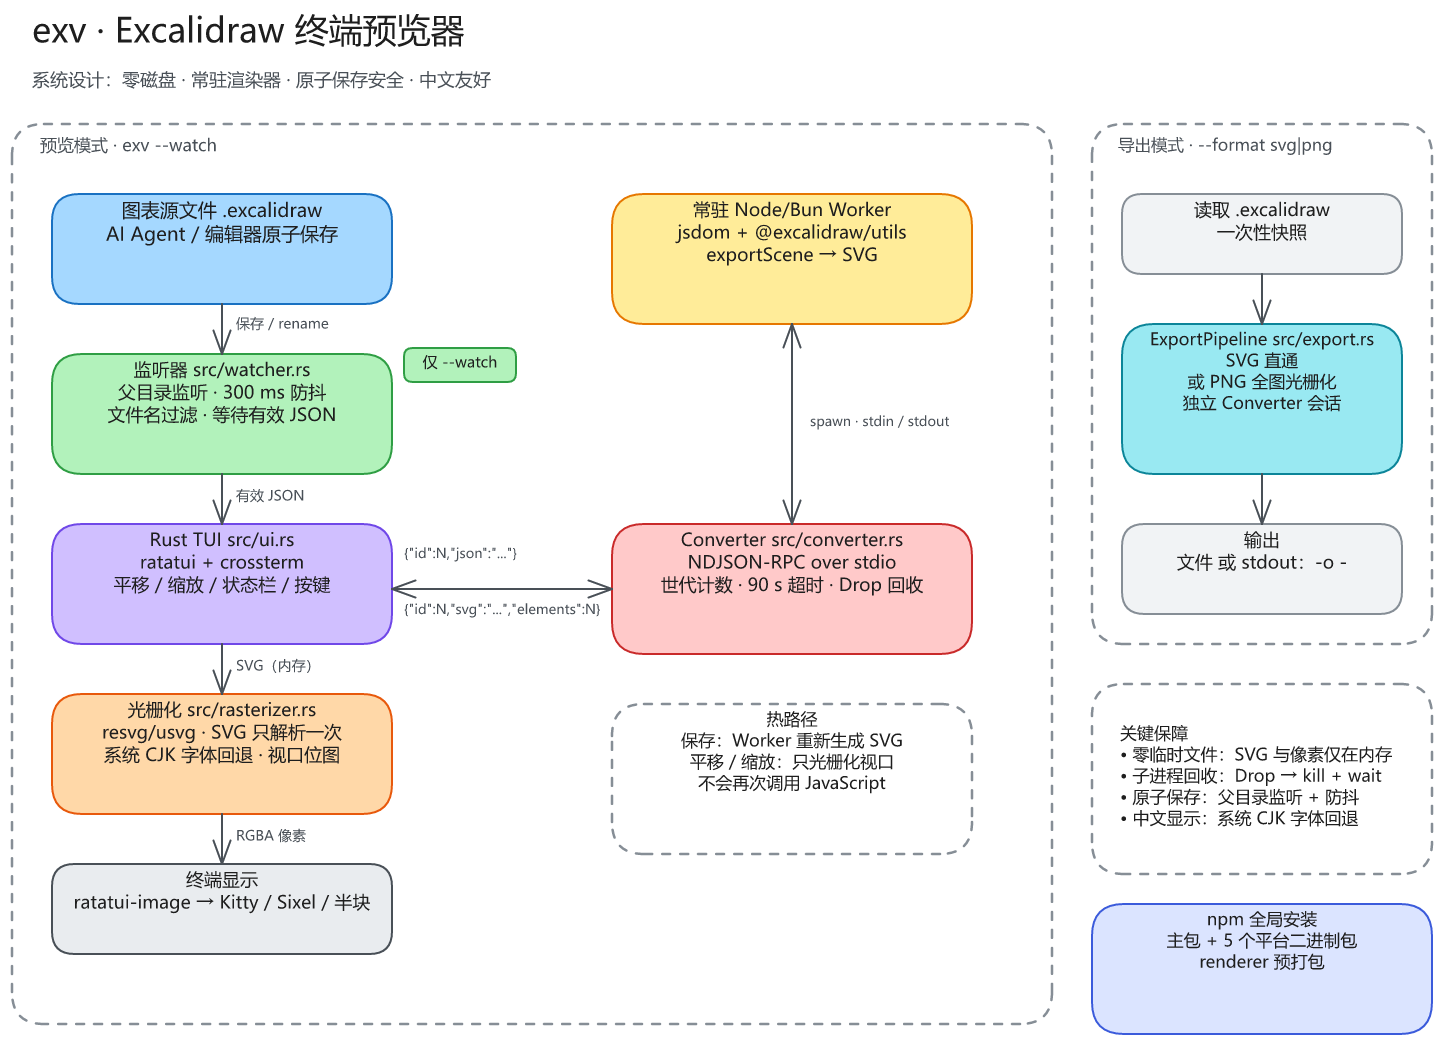 exv · Excalidraw 终端预览器
系统设计：零磁盘 · 常驻渲染器 · 原子保存安全 · 中文友好
预览模式 · exv --watch
图表源文件 .excalidraw
AI Agent / 编辑器原子保存
保存 / rename
监听器 src/watcher.rs
父目录监听 · 300 ms 防抖
文件名过滤 · 等待有效 JSON
仅 --watch
有效 JSON
Rust TUI src/ui.rs
ratatui + crossterm
平移 / 缩放 / 状态栏 / 按键
{"id":N,"json":"..."}
{"id":N,"svg":"...","elements":N}
SVG（内存）
光栅化 src/rasterizer.rs
resvg/usvg · SVG 只解析一次
系统 CJK 字体回退 · 视口位图
RGBA 像素
终端显示
ratatui-image → Kitty / Sixel / 半块
常驻 Node/Bun Worker
jsdom + @excalidraw/utils
exportScene → SVG
spawn · stdin / stdout
Converter src/converter.rs
NDJSON-RPC over stdio
世代计数 · 90 s 超时 · Drop 回收
热路径
保存：Worker 重新生成 SVG
平移 / 缩放：只光栅化视口
不会再次调用 JavaScript
导出模式 · --format svg|png
读取 .excalidraw
一次性快照
ExportPipeline src/export.rs
SVG 直通
或 PNG 全图光栅化
独立 Converter 会话
输出
文件 或 stdout：-o -
关键保障
• 零临时文件：SVG 与像素仅在内存
• 子进程回收：Drop → kill + wait
• 原子保存：父目录监听 + 防抖
• 中文显示：系统 CJK 字体回退
npm 全局安装
主包 + 5 个平台二进制包
renderer 预打包